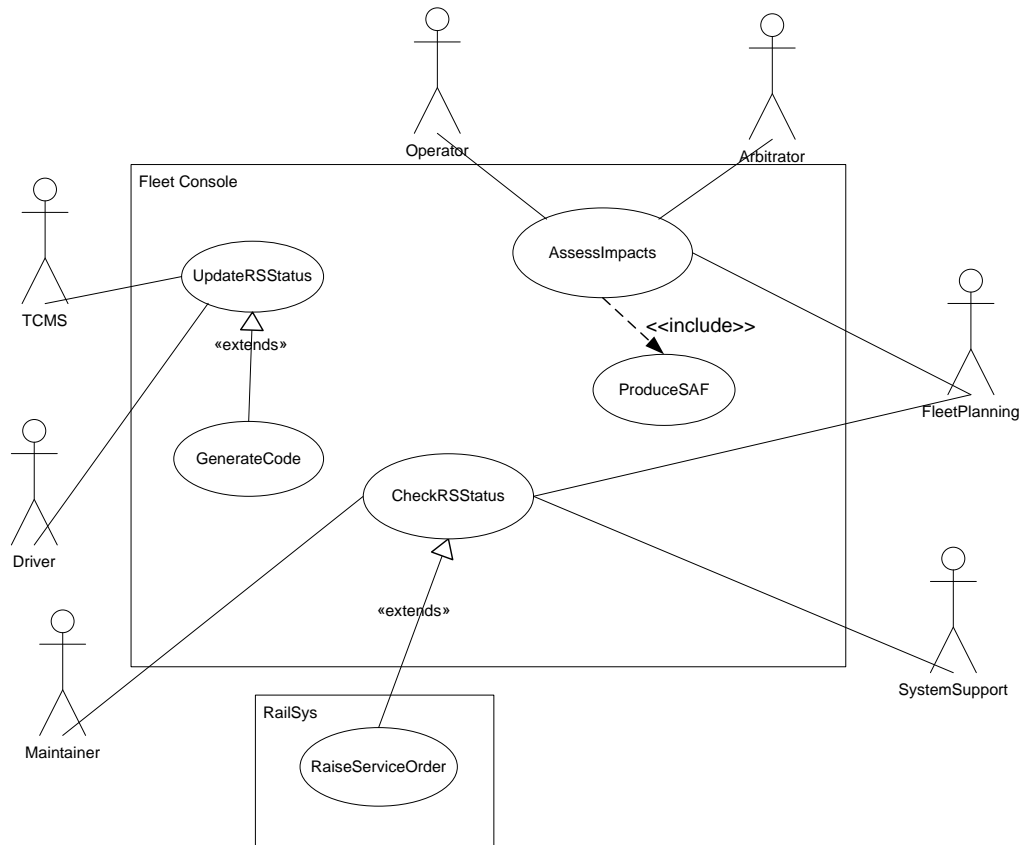 Operator
Arbitrator
Fleet Console
TCMS
UpdateRSStatus
AssessImpacts
«extends»
<<include>>
ProduceSAF
FleetPlanning
GenerateCode
CheckRSStatus
Driver
«extends»
SystemSupport
Maintainer
RailSys
RaiseServiceOrder